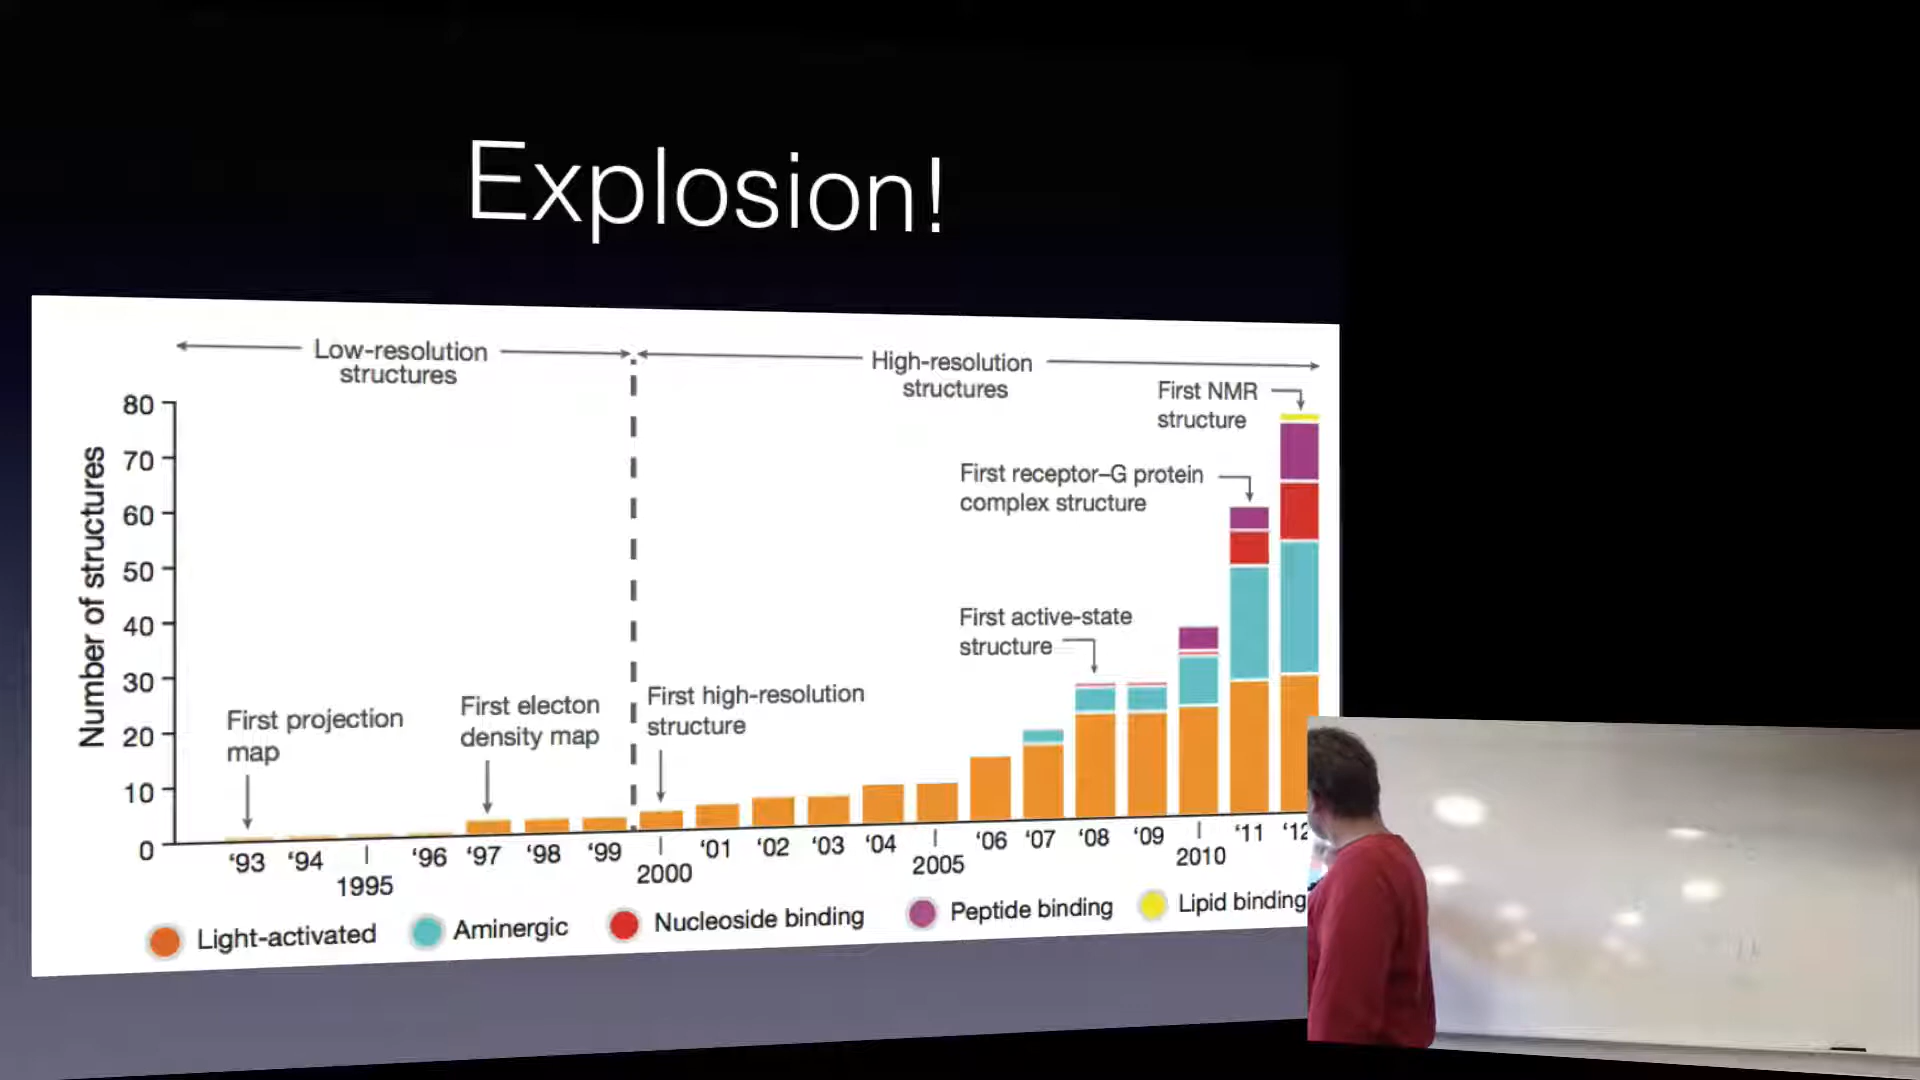 Explosion!
Low-resolution
structures
High-resolution
structures
First NMR
structure
First receptor–G protein
complex structure
First active-state
structure
First high-resolution
structure
First electon
density map
First projection
map
Number of structures
80
70
60
50
40
30
20
10
0
‘93 ‘94 1995 ‘96 ‘97 ‘98 ‘99 2000 ‘01 ‘02 ‘03 ‘04 2005 ‘06 ‘07 ‘08 ‘09 2010 ‘11 ‘12
Light-activated Aminergic Nucleoside binding Peptide binding Lipid binding